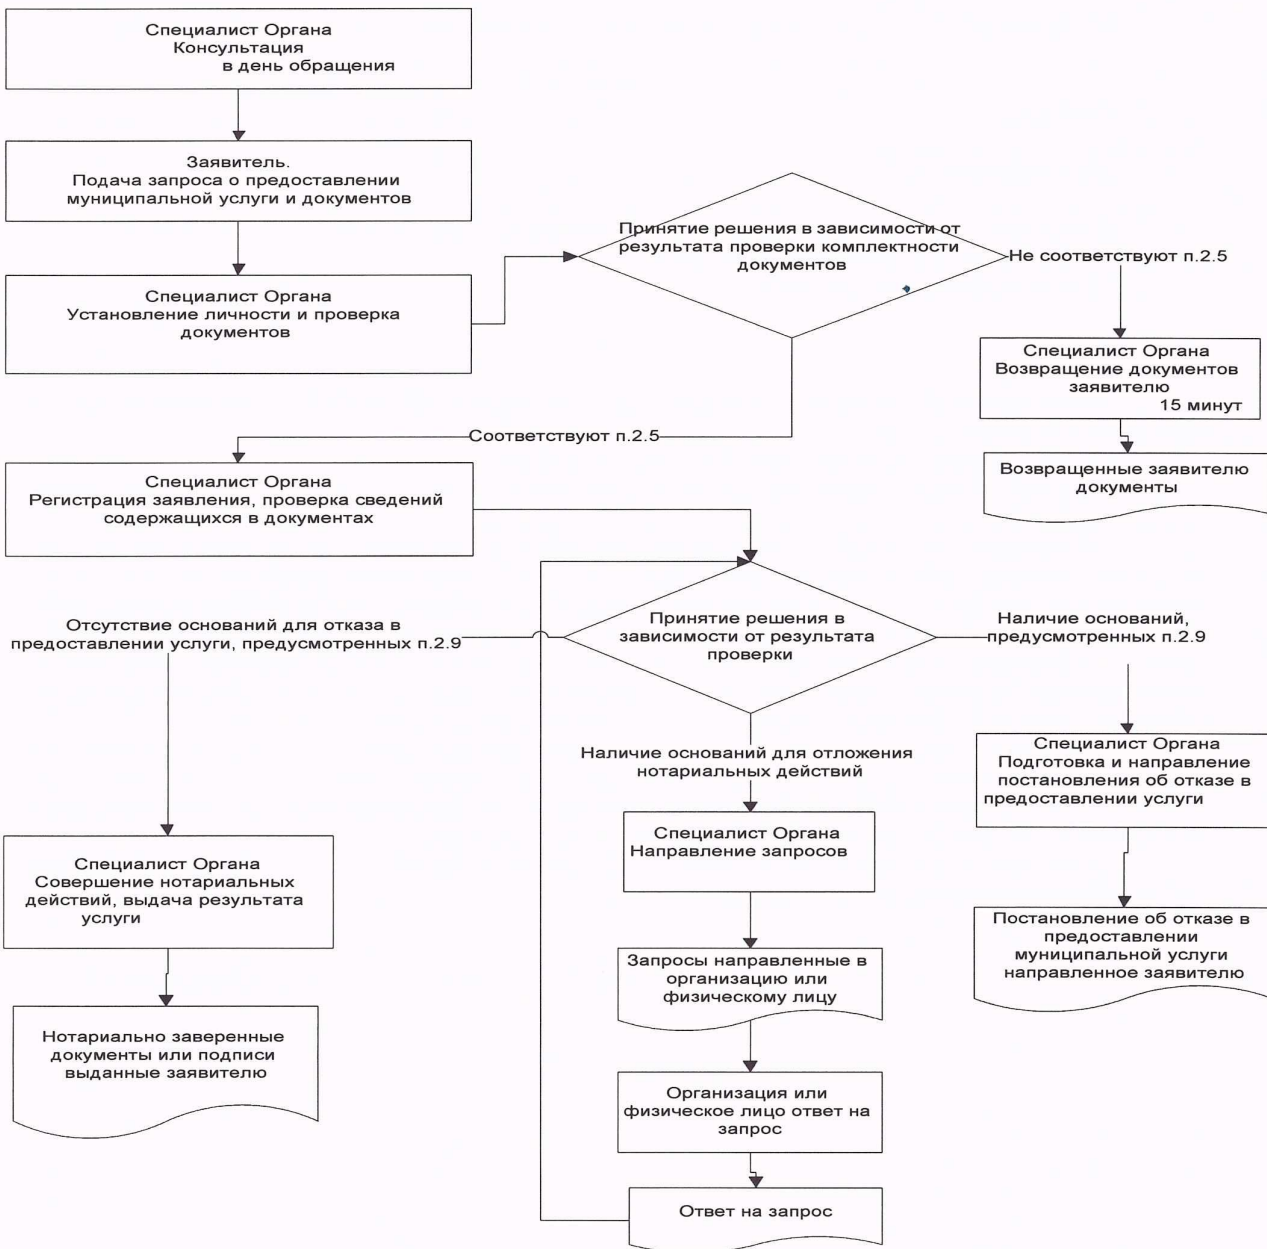 Специалист Органа
Консультация
в день обращения
Заявитель.
Подача запроса о предоставлении
муниципальной услуги и документов
Специалист Органа
Установление личности и проверка
документов
Принятие решения в зависимости от
результата проверки комплектности
документов
Не соответствуют п.2.5
Специалист Органа
Возвращение документов
заявителю
15 минут
Возвращенные заявителю
документы
Соответствуют п.2.5
Специалист Органа
Регистрация заявления, проверка сведений
содержащихся в документах
Принятие решения в
зависимости от результата
проверки
Отсутствие оснований для отказа в
предоставлении услуги, предусмотренных п.2.9
Наличие оснований,
предусмотренных п.2.9
Наличие оснований для отложения
нотариальных действий
Специалист Органа
Совершение нотариальных
действий, выдача результата
услуги
Нотариально заверенные
документы или подписи
выданные заявителю
Специалист Органа
Направление запросов
Запросы направленные в
организацию или
физическому лицу
Организация или
физическое лицо ответ на
запрос
Ответ на запрос
Специалист Органа
Подготовка и направление
постановления об отказе в
предоставлении услуги
Постановление об отказе в
предоставлении
муниципальной услуги
направленное заявителю